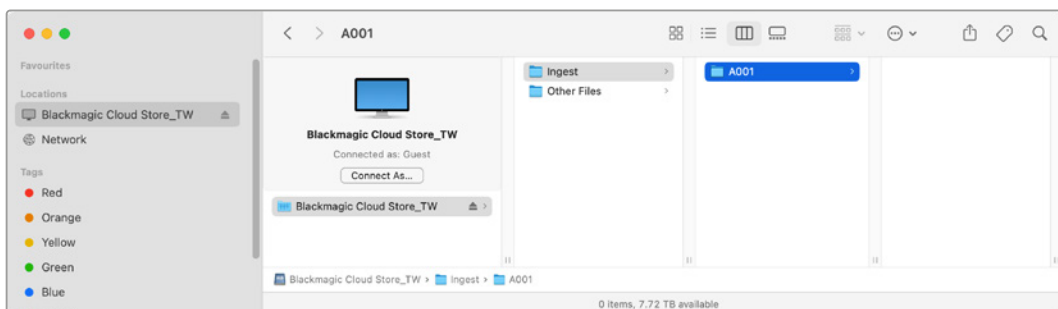 A001
Favourites
Locations
Blackmagic Cloud Store_TW
Network
Tags
Red
Orange
Yellow
Green
Blue
Blackmagic Cloud Store_TW
Connected as: Guest
Connect As...
Blackmagic Cloud Store_TW
Ingest
Other Files
A001
Blackmagic Cloud Store_TW › Ingest › A001
0 items, 7.72 TB available